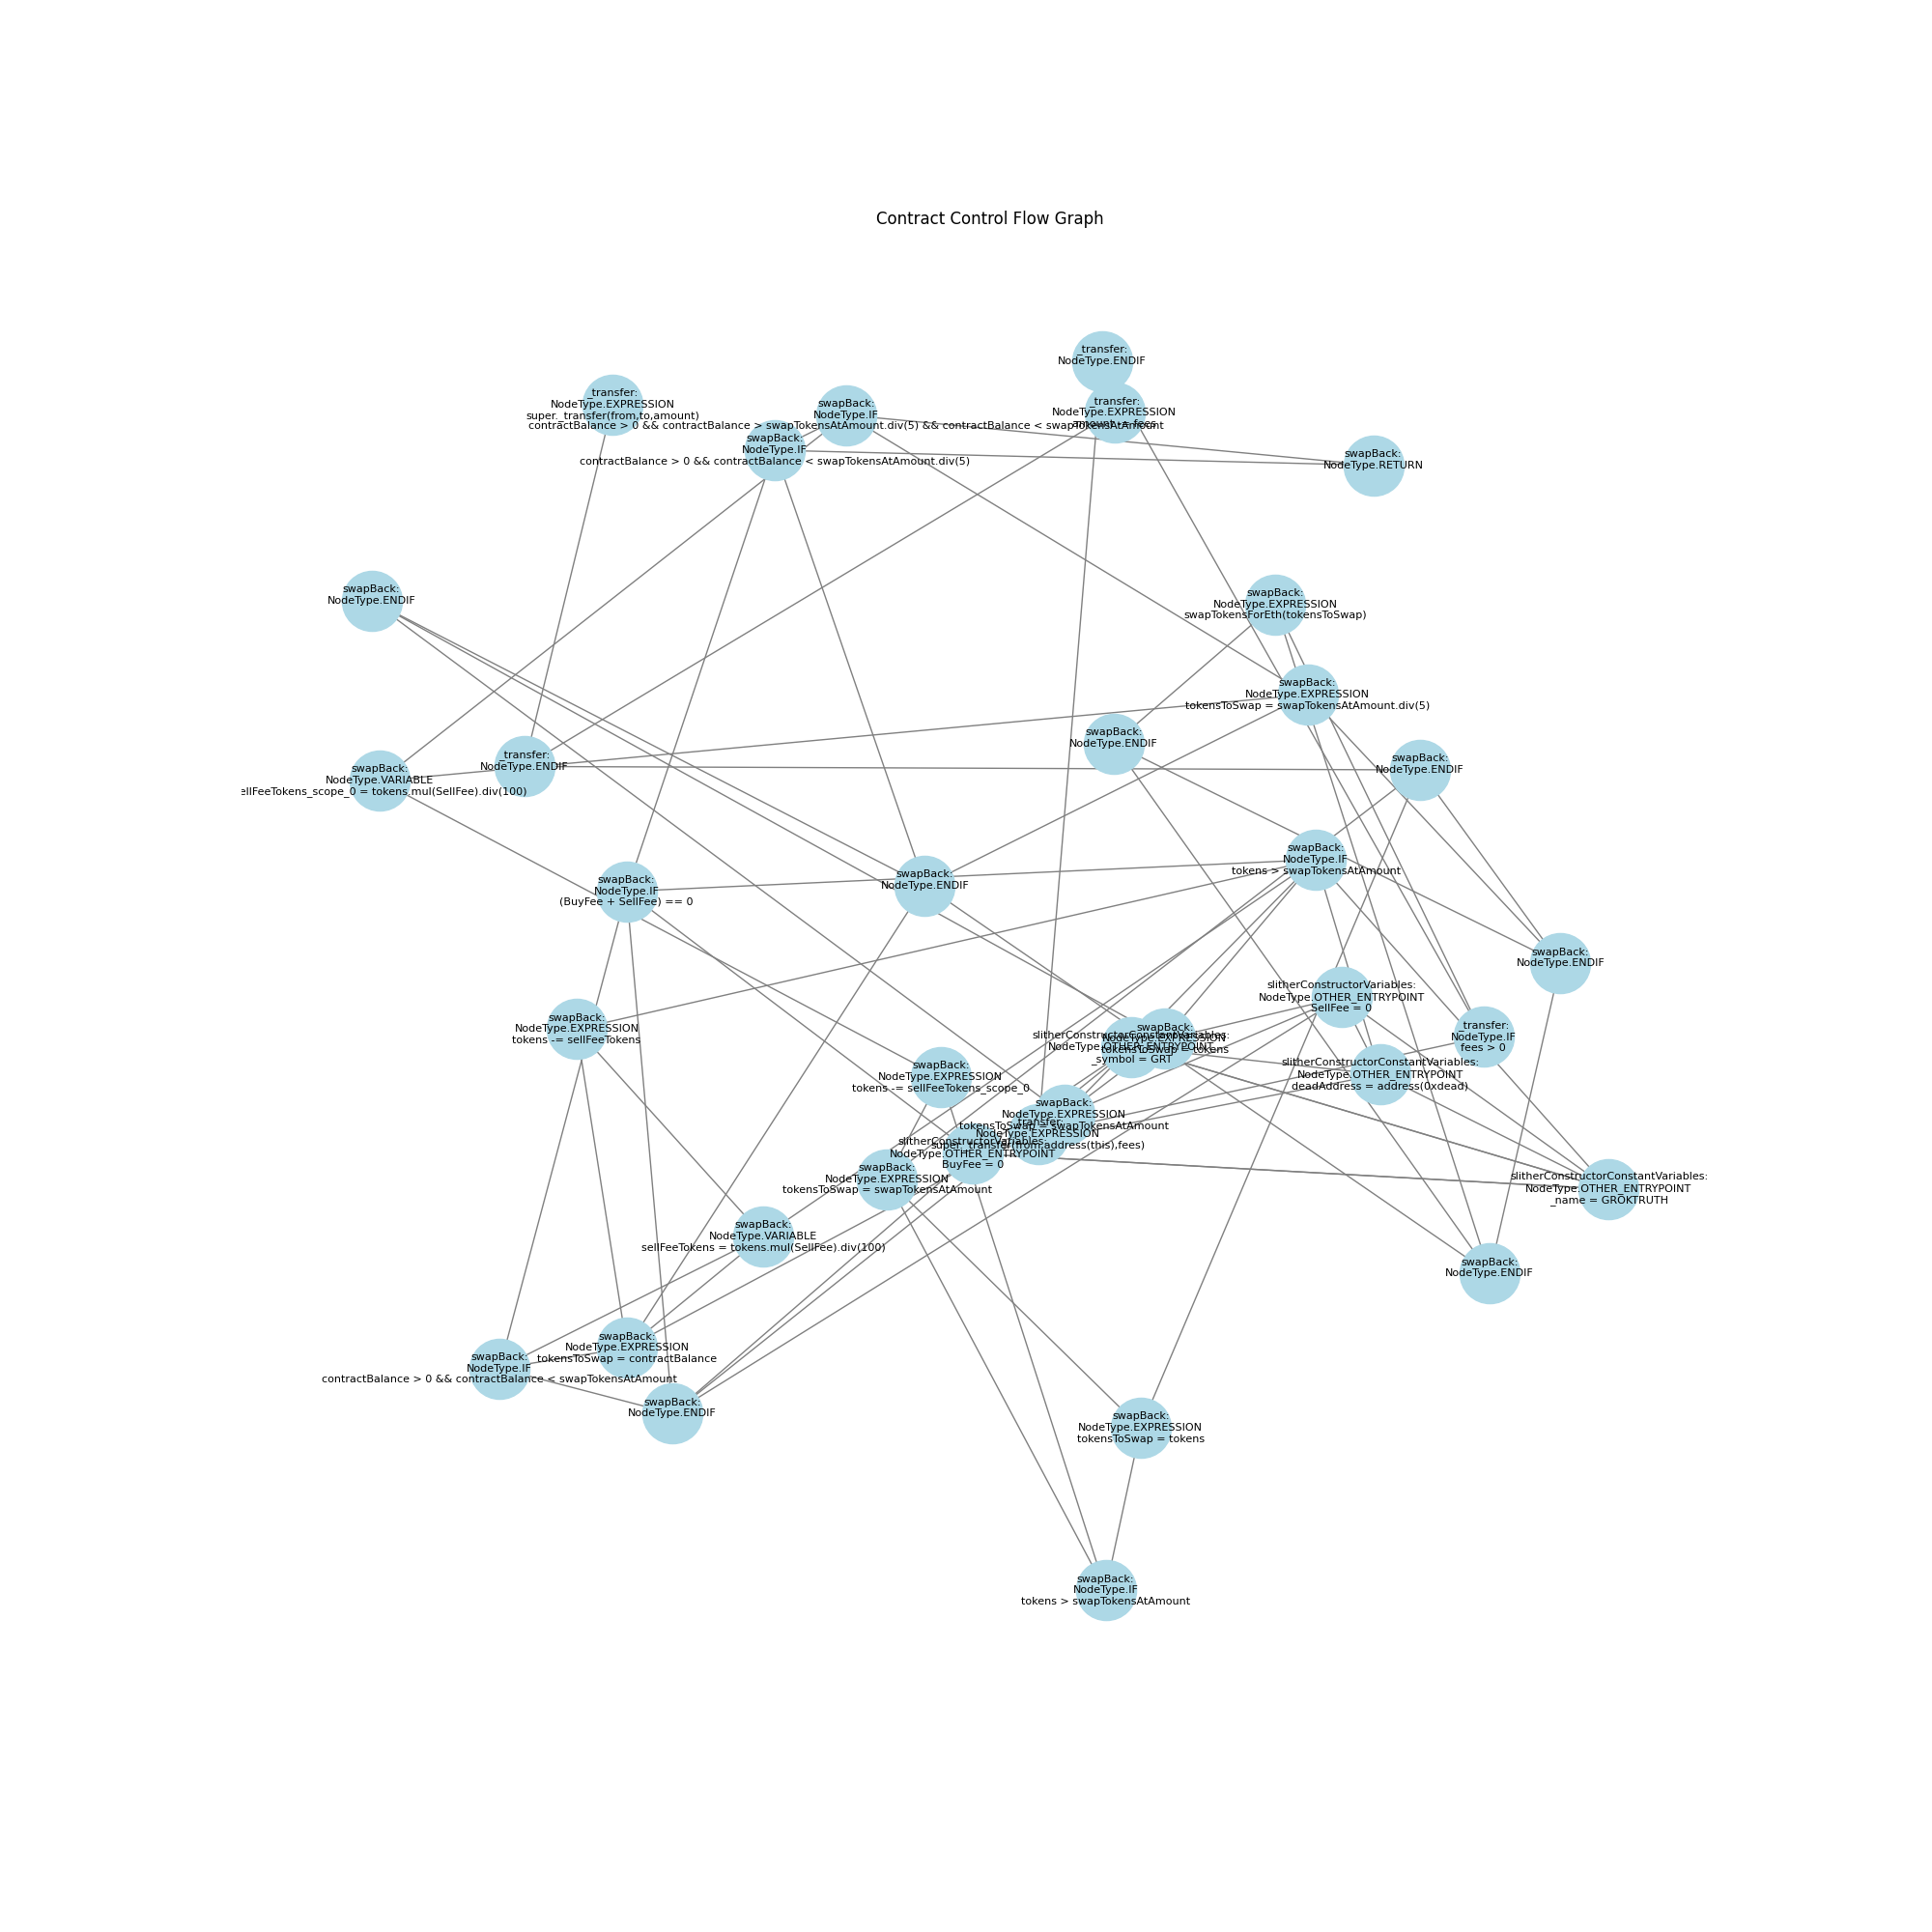 Contract Control Flow Graph
_transfer:
NodeType.ENDIF
_transfer:
NodeType.EXPRESSION
super._transfer(from,to,amount)
swapBack:
NodeType.IF
contractBalance > 0 && contractBalance > swapTokensAtAmount.div(5) && contractBalance < swapTokensAtAmount
_transfer:
NodeType.EXPRESSION
amount -= fees
swapBack:
NodeType.IF
contractBalance > 0 && contractBalance < swapTokensAtAmount.div(5)
swapBack:
NodeType.RETURN
swapBack:
NodeType.ENDIF
swapBack:
NodeType.EXPRESSION
swapTokensForEth(tokensToSwap)
swapBack:
NodeType.EXPRESSION
tokensToSwap = swapTokensAtAmount.div(5)
swapBack:
NodeType.ENDIF
_transfer:
NodeType.ENDIF
swapBack:
NodeType.ENDIF
swapBack:
NodeType.VARIABLE
ellFeeTokens_scope_0 = tokens.mul(SellFee).div(100)
swapBack:
NodeType.IF
tokens > swapTokensAtAmount
swapBack:
NodeType.IF
(BuyFee + SellFee) == 0
swapBack:
NodeType.ENDIF
swapBack:
NodeType.ENDIF
slitherConstructorVariables:
NodeType.OTHER_ENTRYPOINT
SellFee = 0
swapBack:
NodeType.EXPRESSION
tokens -= sellFeeTokens
_transfer:
NodeType.IF
fees > 0
swapBack:
NodeType.EXPRESSION
tokensToSwap = tokens
slitherConstructorConstantVariables:
NodeType.OTHER_ENTRYPOINT
_symbol = GRT
slitherConstructorConstantVariables:
NodeType.OTHER_ENTRYPOINT
deadAddress = address(0xdead)
swapBack:
NodeType.EXPRESSION
tokens -= sellFeeTokens_scope_0
swapBack:
NodeType.EXPRESSION
tokensToSwap = swapTokensAtAmount
_transfer:
NodeType.EXPRESSION
super._transfer(from,address(this),fees)
slitherConstructorVariables:
NodeType.OTHER_ENTRYPOINT
BuyFee = 0
swapBack:
NodeType.EXPRESSION
tokensToSwap = swapTokensAtAmount
slitherConstructorConstantVariables:
NodeType.OTHER_ENTRYPOINT
_name = GROKTRUTH
swapBack:
NodeType.VARIABLE
sellFeeTokens = tokens.mul(SellFee).div(100)
swapBack:
NodeType.ENDIF
swapBack:
NodeType.EXPRESSION
tokensToSwap = contractBalance
swapBack:
NodeType.IF
contractBalance > 0 && contractBalance < swapTokensAtAmount
swapBack:
NodeType.ENDIF
swapBack:
NodeType.EXPRESSION
tokensToSwap = tokens
swapBack:
NodeType.IF
tokens > swapTokensAtAmount